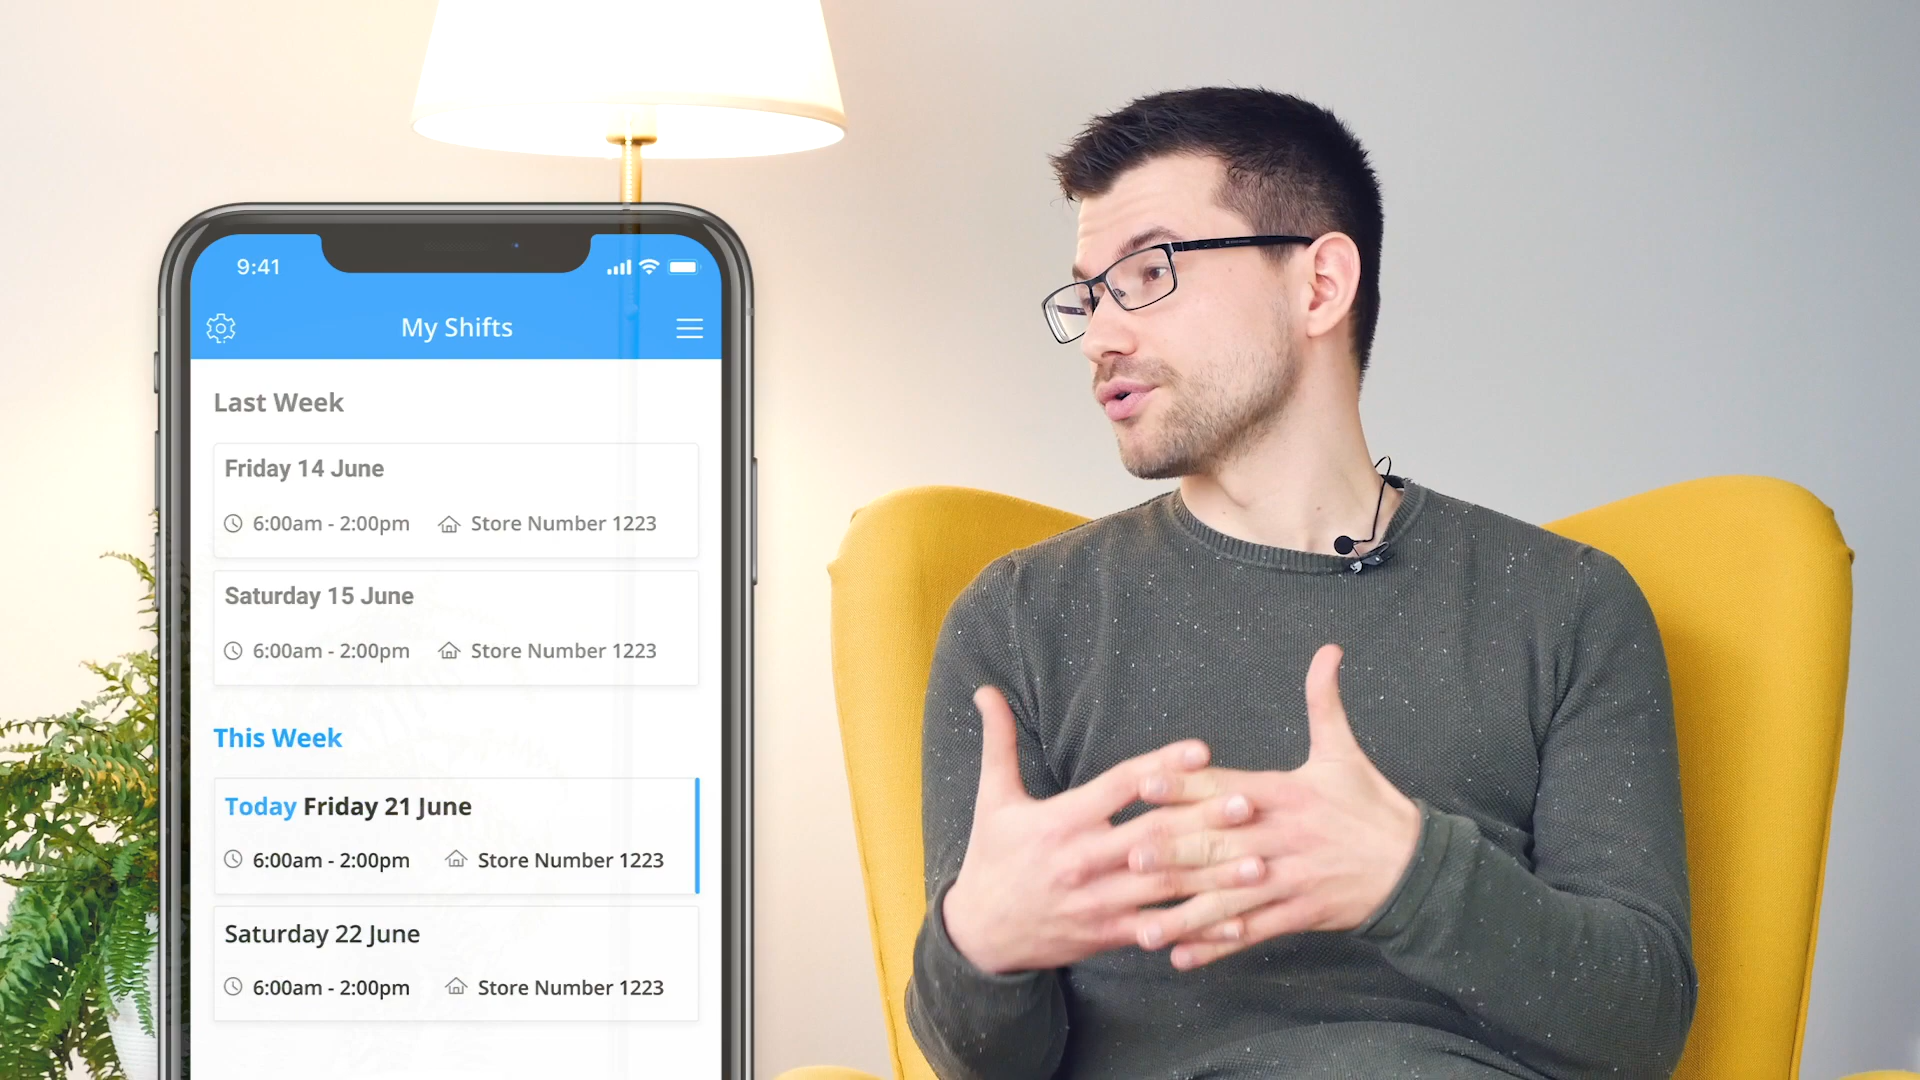 9:41
My Shifts
Last Week
Friday 14 June
6:00am - 2:00pm Store Number 1223
Saturday 15 June
6:00am - 2:00pm Store Number 1223
This Week
Today Friday 21 June
6:00am - 2:00pm Store Number 1223
Saturday 22 June
6:00am - 2:00pm Store Number 1223